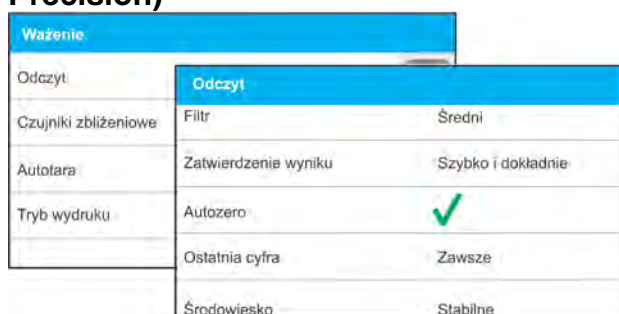 Precision)
Ważenie
Odczyt
Czujniki zbliżeniowe
Autotara
Tryb wydruku
Odczyt
Filtr Średni
Zatwierdzenie wyniku Szybko i dokładnie
Autozero
Ostatnia cyfra Zawsze
Środowiesko Stabilne